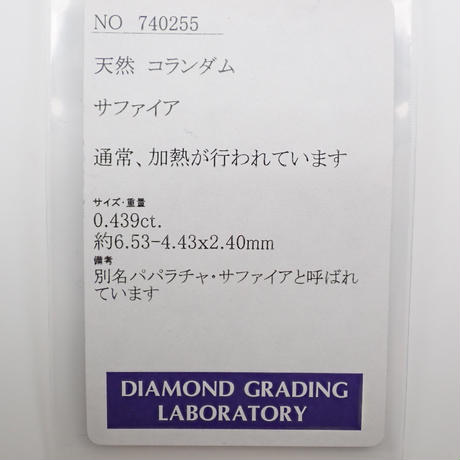 NO 740255
天然 コランダム
サファイア
通常、加熱が行われています
サイズ・重量
0.439ct.
約6.53-4.43x2.40mm
備考
別名パパラチャ・サファイアと呼ばれ
ています
DIAMOND GRADING
LABORATORY